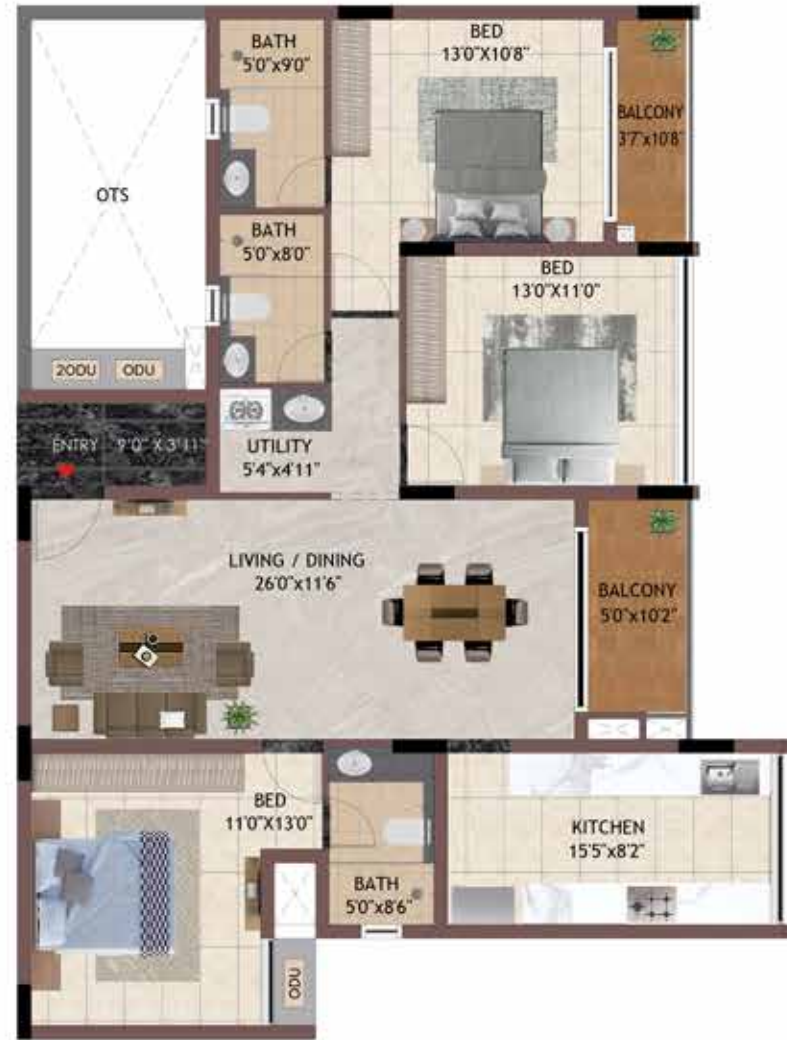 BATH
5'0"x9'0"
BED
13'0"X10'8"
BALCONY
3'7"x10'8"
OTS
BATH
5'0"x8'0"
BED
13'0"X11'0"
2ODU
ODU
ENTRY 9'0" X 3'11"
UTILITY
5'4"x4'11"
LIVING / DINING
26'0"x11'6"
BALCONY
5'0"x10'2"
BED
11'0"X13'0"
KITCHEN
15'5"x8'2"
BATH
5'0"x8'6"
ODU